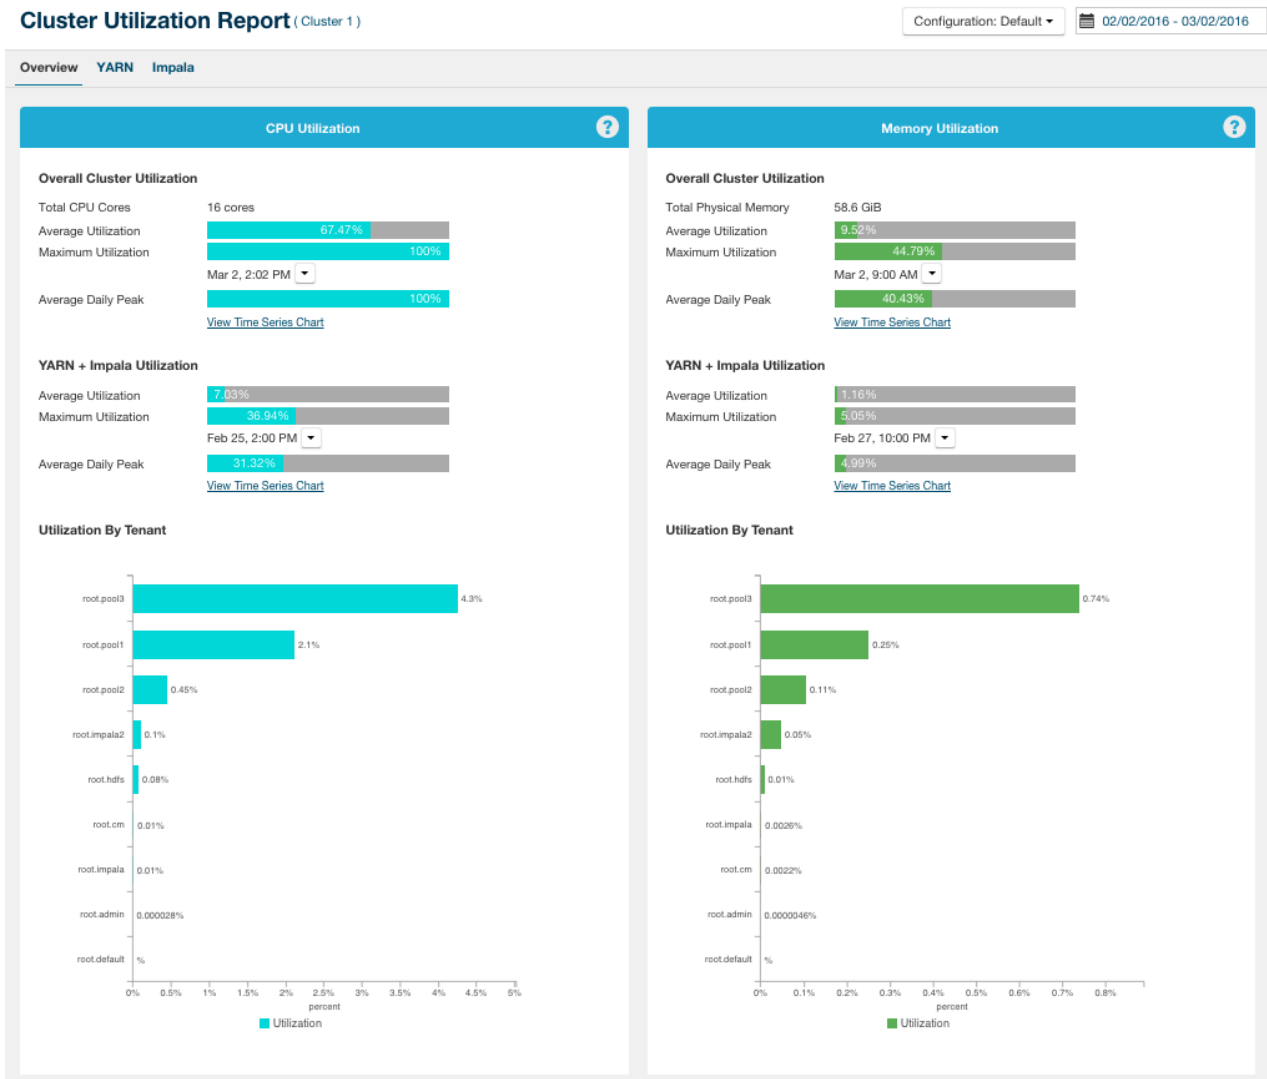 Cluster Utilization Report ( Cluster 1 )
Configuration: Default
02/02/2016 - 03/02/2016
Overview YARN Impala
CPU Utilization
?
Overall Cluster Utilization
Total CPU Cores 16 cores
Average Utilization 67.47%
Maximum Utilization 100%
Mar 2, 2:02 PM
Average Daily Peak 100%
View Time Series Chart
YARN + Impala Utilization
Average Utilization 7.03%
Maximum Utilization 36.94%
Feb 25, 2:00 PM
Average Daily Peak 31.32%
View Time Series Chart
Utilization By Tenant
root.pool3 4.3%
root.pool1 2.1%
root.pool2 0.45%
root.impala2 0.1%
root.hdfs 0.08%
root.cm 0.01%
root.impala 0.01%
root.admin 0.000028%
root.default %
0% 0.5% 1% 1.5% 2% 2.5% 3% 3.5% 4% 4.5% 5%
percent
Utilization
Memory Utilization
?
Overall Cluster Utilization
Total Physical Memory 58.6 GiB
Average Utilization 9.52%
Maximum Utilization 44.79%
Mar 2, 9:00 AM
Average Daily Peak 40.43%
View Time Series Chart
YARN + Impala Utilization
Average Utilization 1.16%
Maximum Utilization 5.05%
Feb 27, 10:00 PM
Average Daily Peak 4.99%
View Time Series Chart
Utilization By Tenant
root.pool3 0.74%
root.pool1 0.25%
root.pool2 0.11%
root.impala2 0.05%
root.hdfs 0.01%
root.impala 0.0026%
root.cm 0.0022%
root.admin 0.0000046%
root.default %
0% 0.1% 0.2% 0.3% 0.4% 0.5% 0.6% 0.7% 0.8%
percent
Utilization